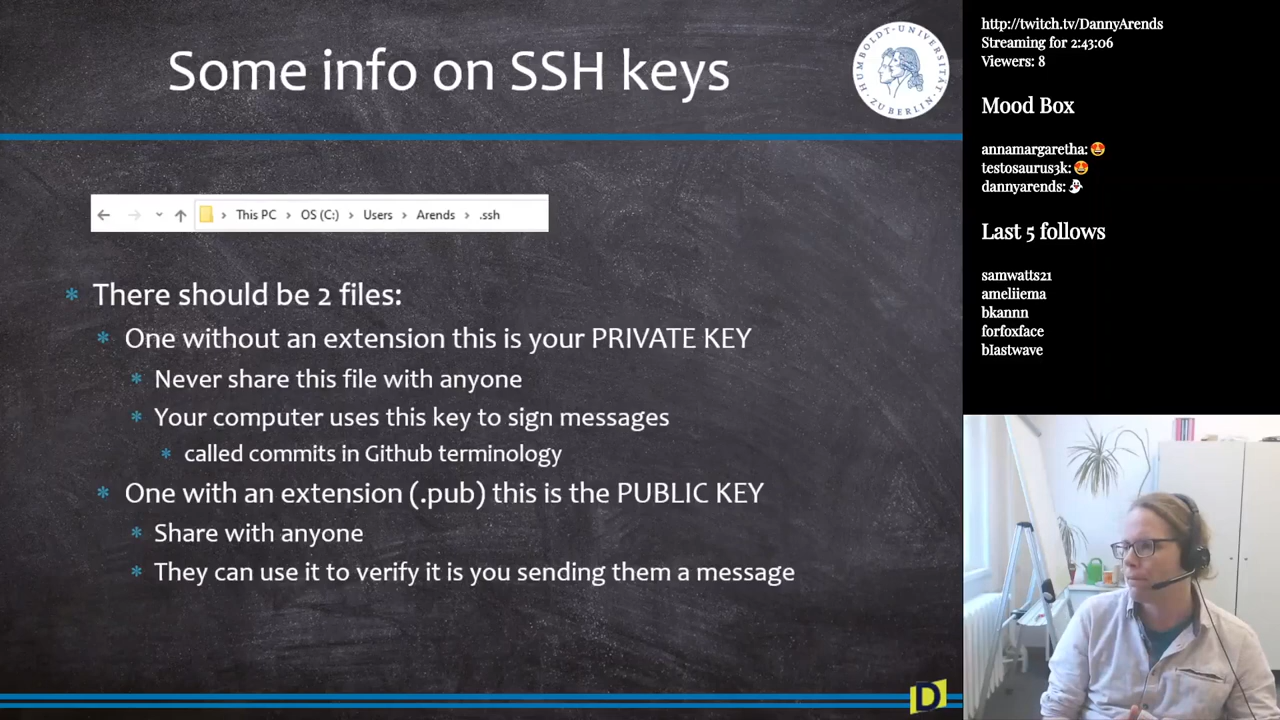 Some info on SSH keys
HUMBOLDT-UNIVERSITÄT
ZU BERLIN
This PC > OS (C:) > Users > Arends > .ssh
There should be 2 files:
One without an extension this is your PRIVATE KEY
Never share this file with anyone
Your computer uses this key to sign messages
called commits in Github terminology
One with an extension (.pub) this is the PUBLIC KEY
Share with anyone
They can use it to verify it is you sending them a message
D
http://twitch.tv/DannyArends
Streaming for 2:43:06
Viewers: 8
Mood Box
annamargaretha: 😍
testosaurus3k: 😍
dannyarends: 👻
Last 5 follows
samwatts21
ameliiema
bkannn
forfoxface
blastwave